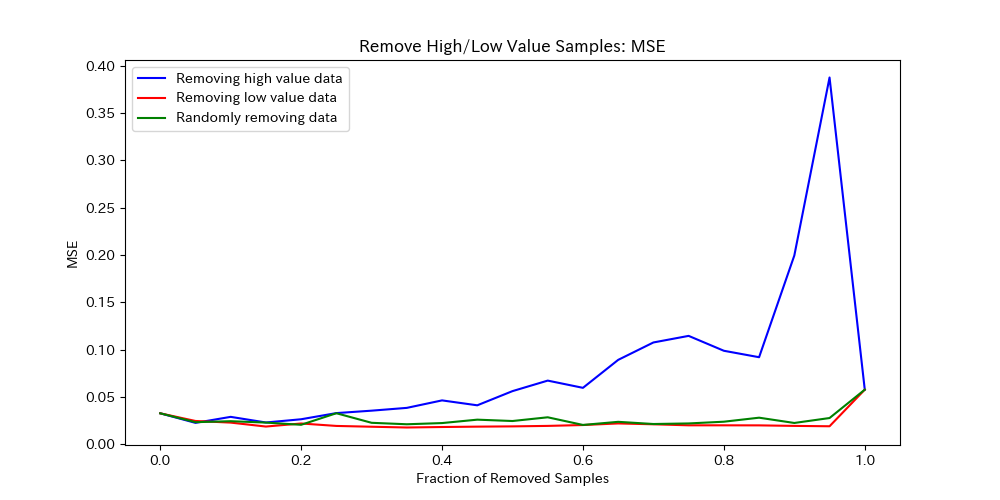 Remove High/Low Value Samples: MSE
Removing high value data
Removing low value data
Randomly removing data
MSE
0.40
0.35
0.30
0.25
0.20
0.15
0.10
0.05
0.00
0.0 0.2 0.4 0.6 0.8 1.0
Fraction of Removed Samples